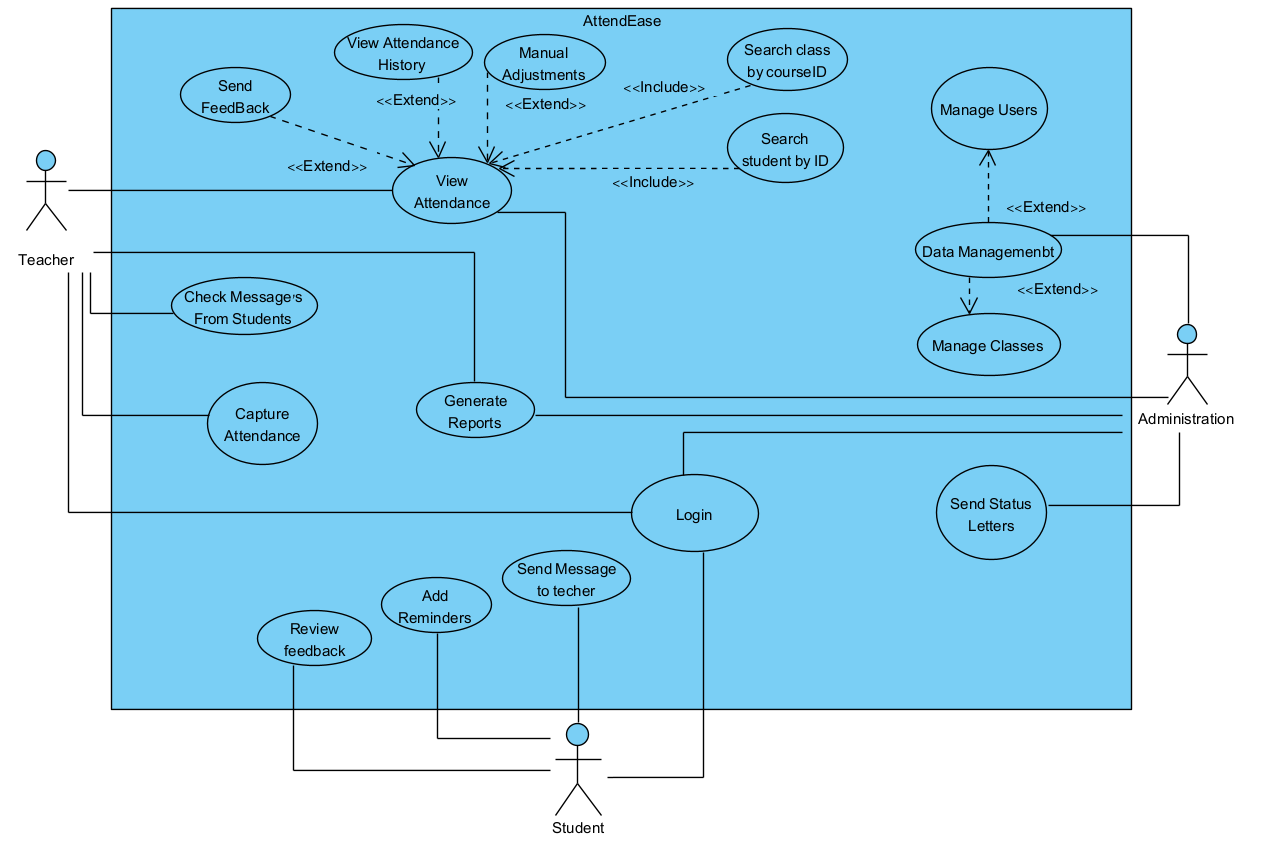 AttendEase
View Attendance
History
Manual
Adjustments
Search class
by courseID
Send
FeedBack
<<Extend>>
<<Extend>>
<<Include>>
Manage Users
Search
student by ID
<<Extend>>
<<Include>>
View
Attendance
<<Extend>>
Teacher
Data Managemenbt
Check Message's
From Students
<<Extend>>
Manage Classes
Capture
Attendance
Generate
Reports
Administration
Login
Send Status
Letters
Send Message
to techer
Add
Reminders
Review
feedback
Student